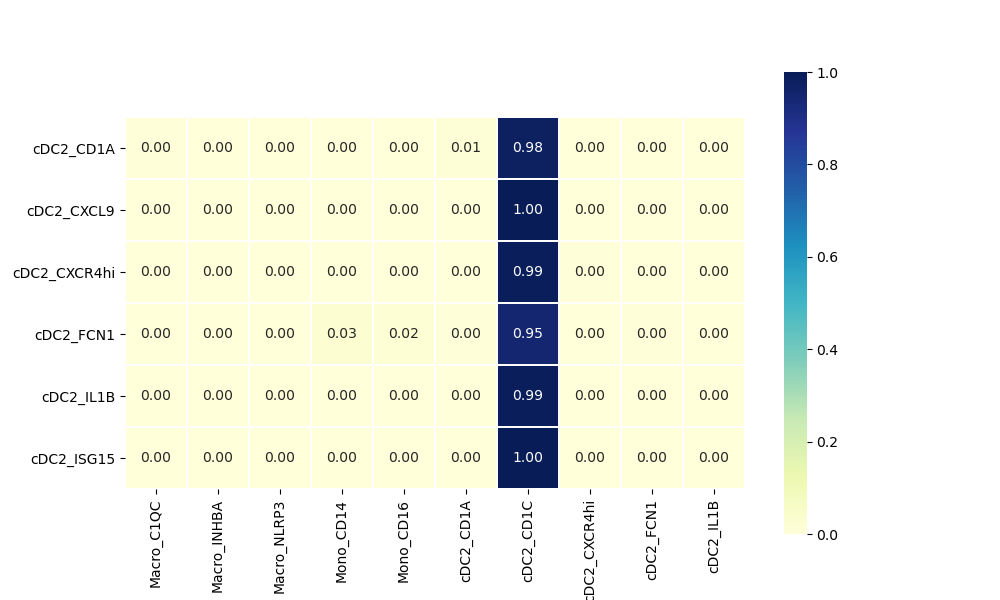 1.0
cDC2_CD1A 0.00 0.00 0.00 0.00 0.00 0.01 0.98 0.00 0.00 0.00
0.8
cDC2_CXCL9 0.00 0.00 0.00 0.00 0.00 0.00 1.00 0.00 0.00 0.00
0.6
cDC2_CXCR4hi 0.00 0.00 0.00 0.00 0.00 0.00 0.99 0.00 0.00 0.00
cDC2_FCN1 0.00 0.00 0.00 0.03 0.02 0.00 0.95 0.00 0.00 0.00
0.4
cDC2_IL1B 0.00 0.00 0.00 0.00 0.00 0.00 0.99 0.00 0.00 0.00
0.2
cDC2_ISG15 0.00 0.00 0.00 0.00 0.00 0.00 1.00 0.00 0.00 0.00
0.0
Macro_C1QC
Macro_INHBA
Macro_NLRP3
Mono_CD14
Mono_CD16
cDC2_CD1A
cDC2_CD1C
cDC2_CXCR4hi
cDC2_FCN1
cDC2_IL1B